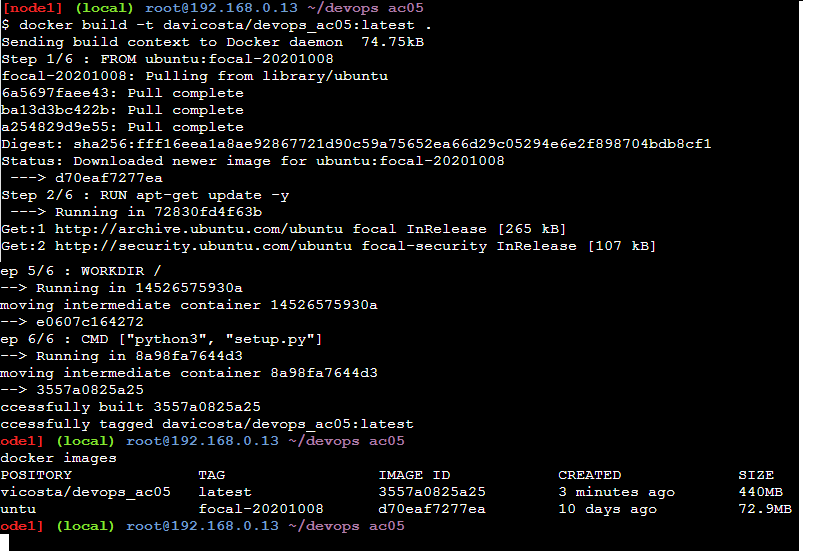 [node1] (local) root@192.168.0.13 ~/devops ac05
$ docker build -t davicosta/devops_ac05:latest .
Sending build context to Docker daemon  74.75kB
Step 1/6 : FROM ubuntu:focal-20201008
focal-20201008: Pulling from library/ubuntu
6a5697faee43: Pull complete
ba13d3bc422b: Pull complete
a254829d9e55: Pull complete
Digest: sha256:fff16eea1a8ae92867721d90c59a75652ea66d29c05294e6e2f898704bdb8cf1
Status: Downloaded newer image for ubuntu:focal-20201008
 ---> d70eaf7277ea
Step 2/6 : RUN apt-get update -y
 ---> Running in 72830fd4f63b
Get:1 http://archive.ubuntu.com/ubuntu focal InRelease [265 kB]
Get:2 http://security.ubuntu.com/ubuntu focal-security InRelease [107 kB]
ep 5/6 : WORKDIR /
--> Running in 14526575930a
moving intermediate container 14526575930a
--> e0607c164272
ep 6/6 : CMD ["python3", "setup.py"]
--> Running in 8a98fa7644d3
moving intermediate container 8a98fa7644d3
--> 3557a0825a25
ccessfully built 3557a0825a25
ccessfully tagged davicosta/devops_ac05:latest
ode1] (local) root@192.168.0.13 ~/devops ac05
docker images
POSITORY TAG IMAGE ID CREATED SIZE
vicosta/devops_ac05 latest 3557a0825a25 3 minutes ago 440MB
untu focal-20201008 d70eaf7277ea 10 days ago 72.9MB
ode1] (local) root@192.168.0.13 ~/devops ac05